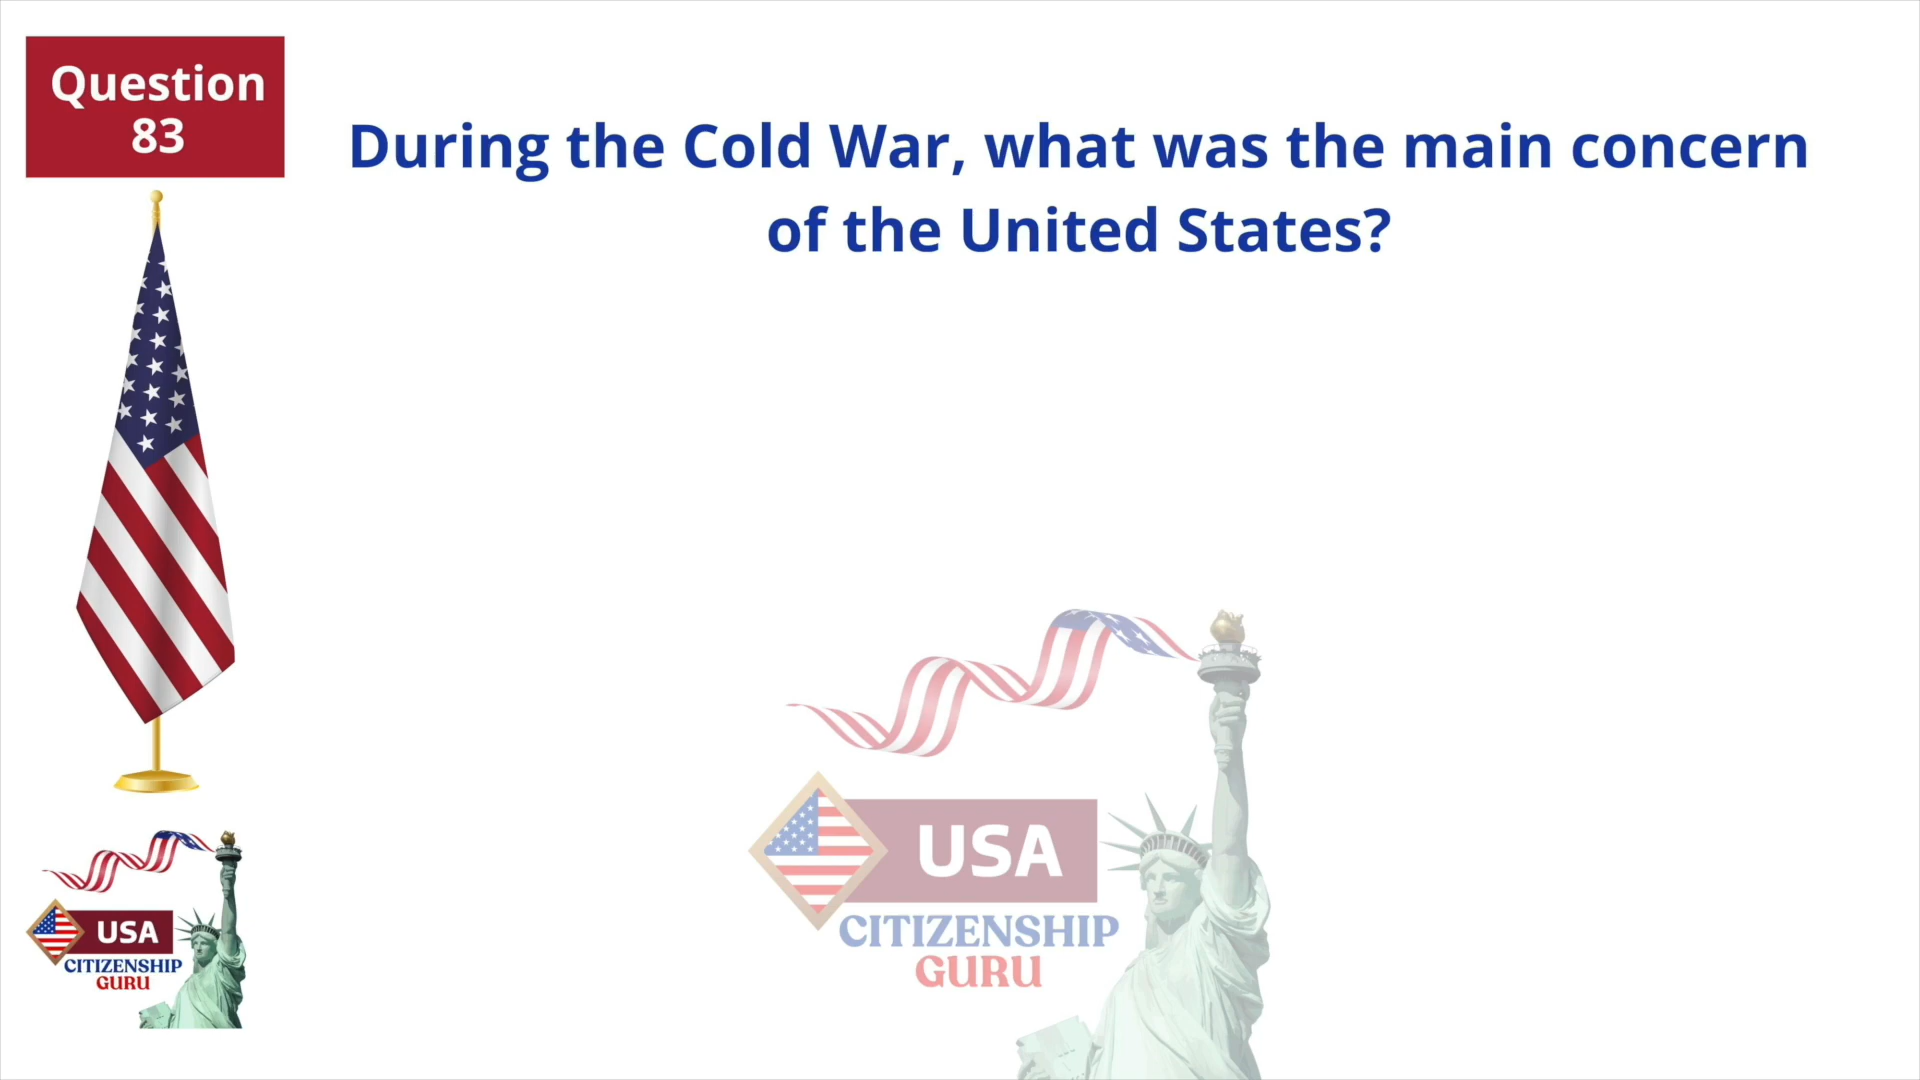 Question
83
During the Cold War, what was the main concern
of the United States?
USA
CITIZENSHIP
GURU
USA
CITIZENSHIP
GURU